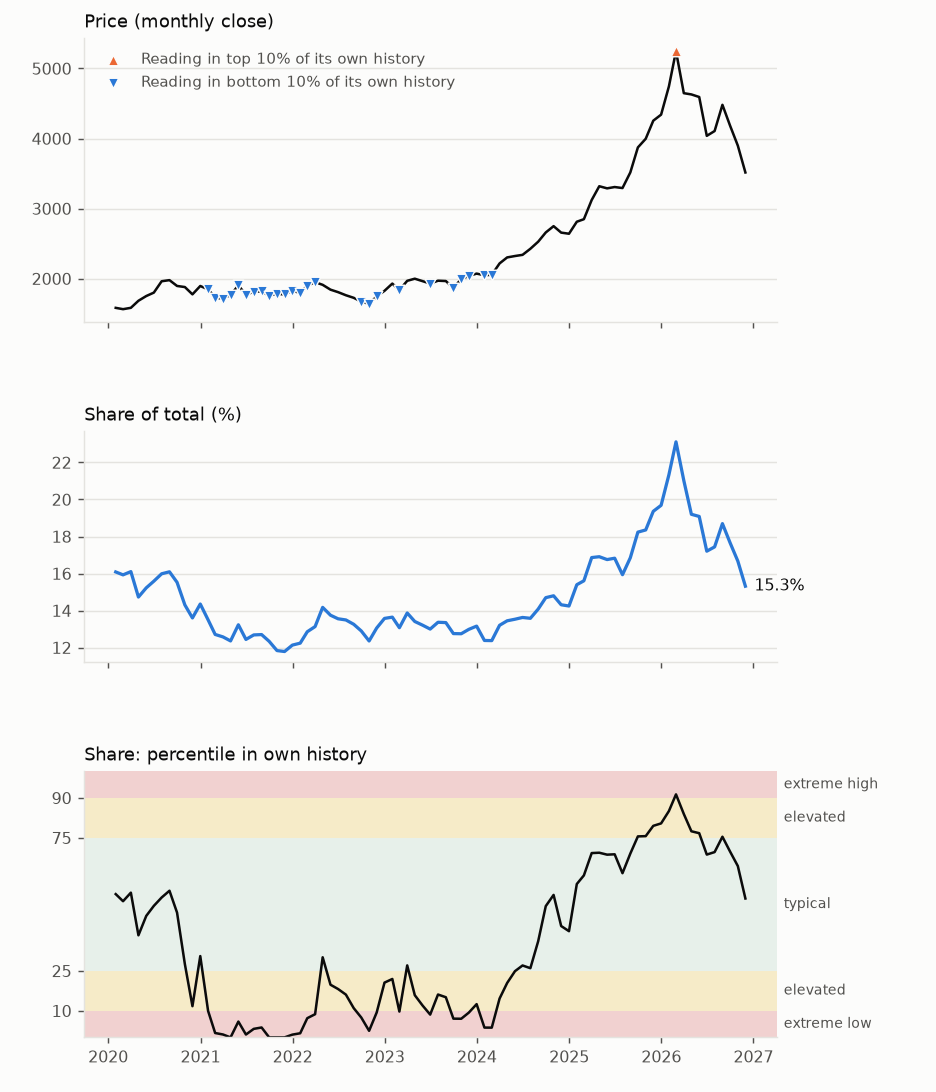 Price (monthly close)
Reading in top 10% of its own history
Reading in bottom 10% of its own history
5000
4000
3000
2000
Share of total (%)
22
20
18
16
14
12
15.3%
Share: percentile in own history
90
75
25
10
extreme high
elevated
typical
elevated
extreme low
2020 2021 2022 2023 2024 2025 2026 2027